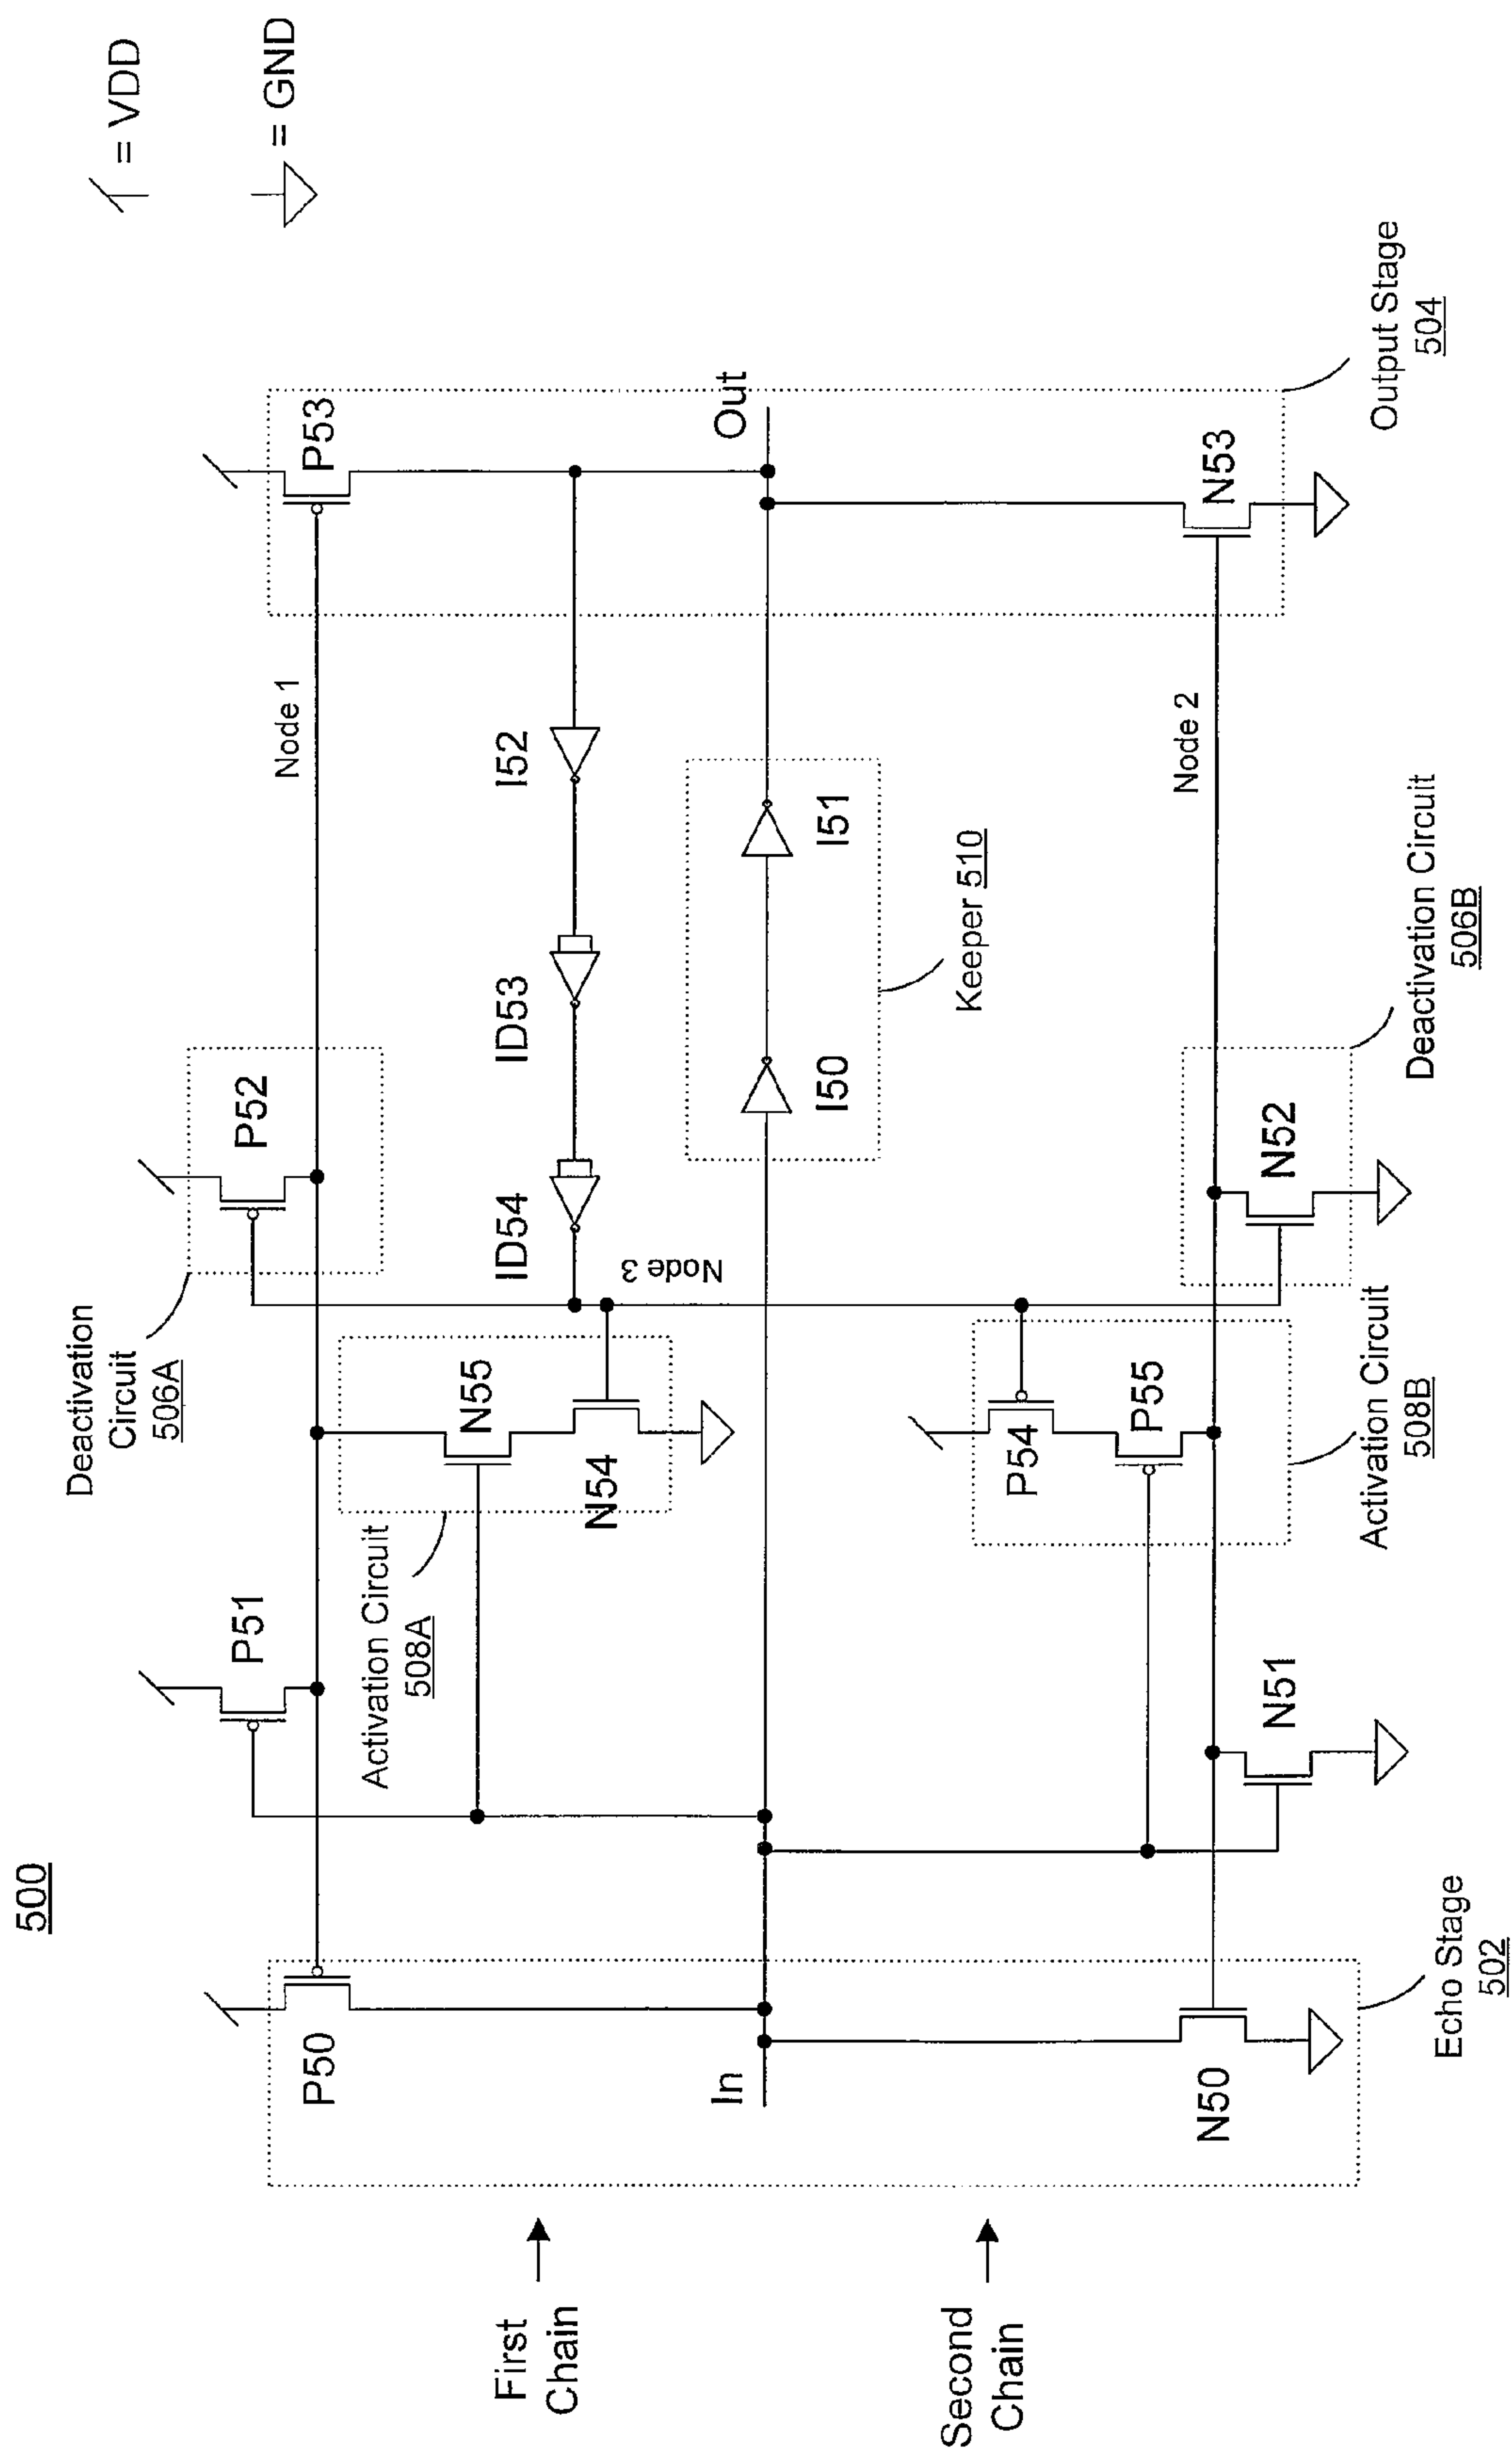 500
/ = VDD
= GND
Deactivation
Circuit
506A
P51
P52
P53
Node 1
P50
Activation Circuit
508A
N55
N54
ID54
ID53
I52
First
Chain
Node 3
In
I50
I51
Out
Keeper 510
Second
Chain
P54
P55
Node 2
N50
N51
N52
N53
Activation Circuit
508B
Deactivation Circuit
506B
Output Stage
504
Echo Stage
502